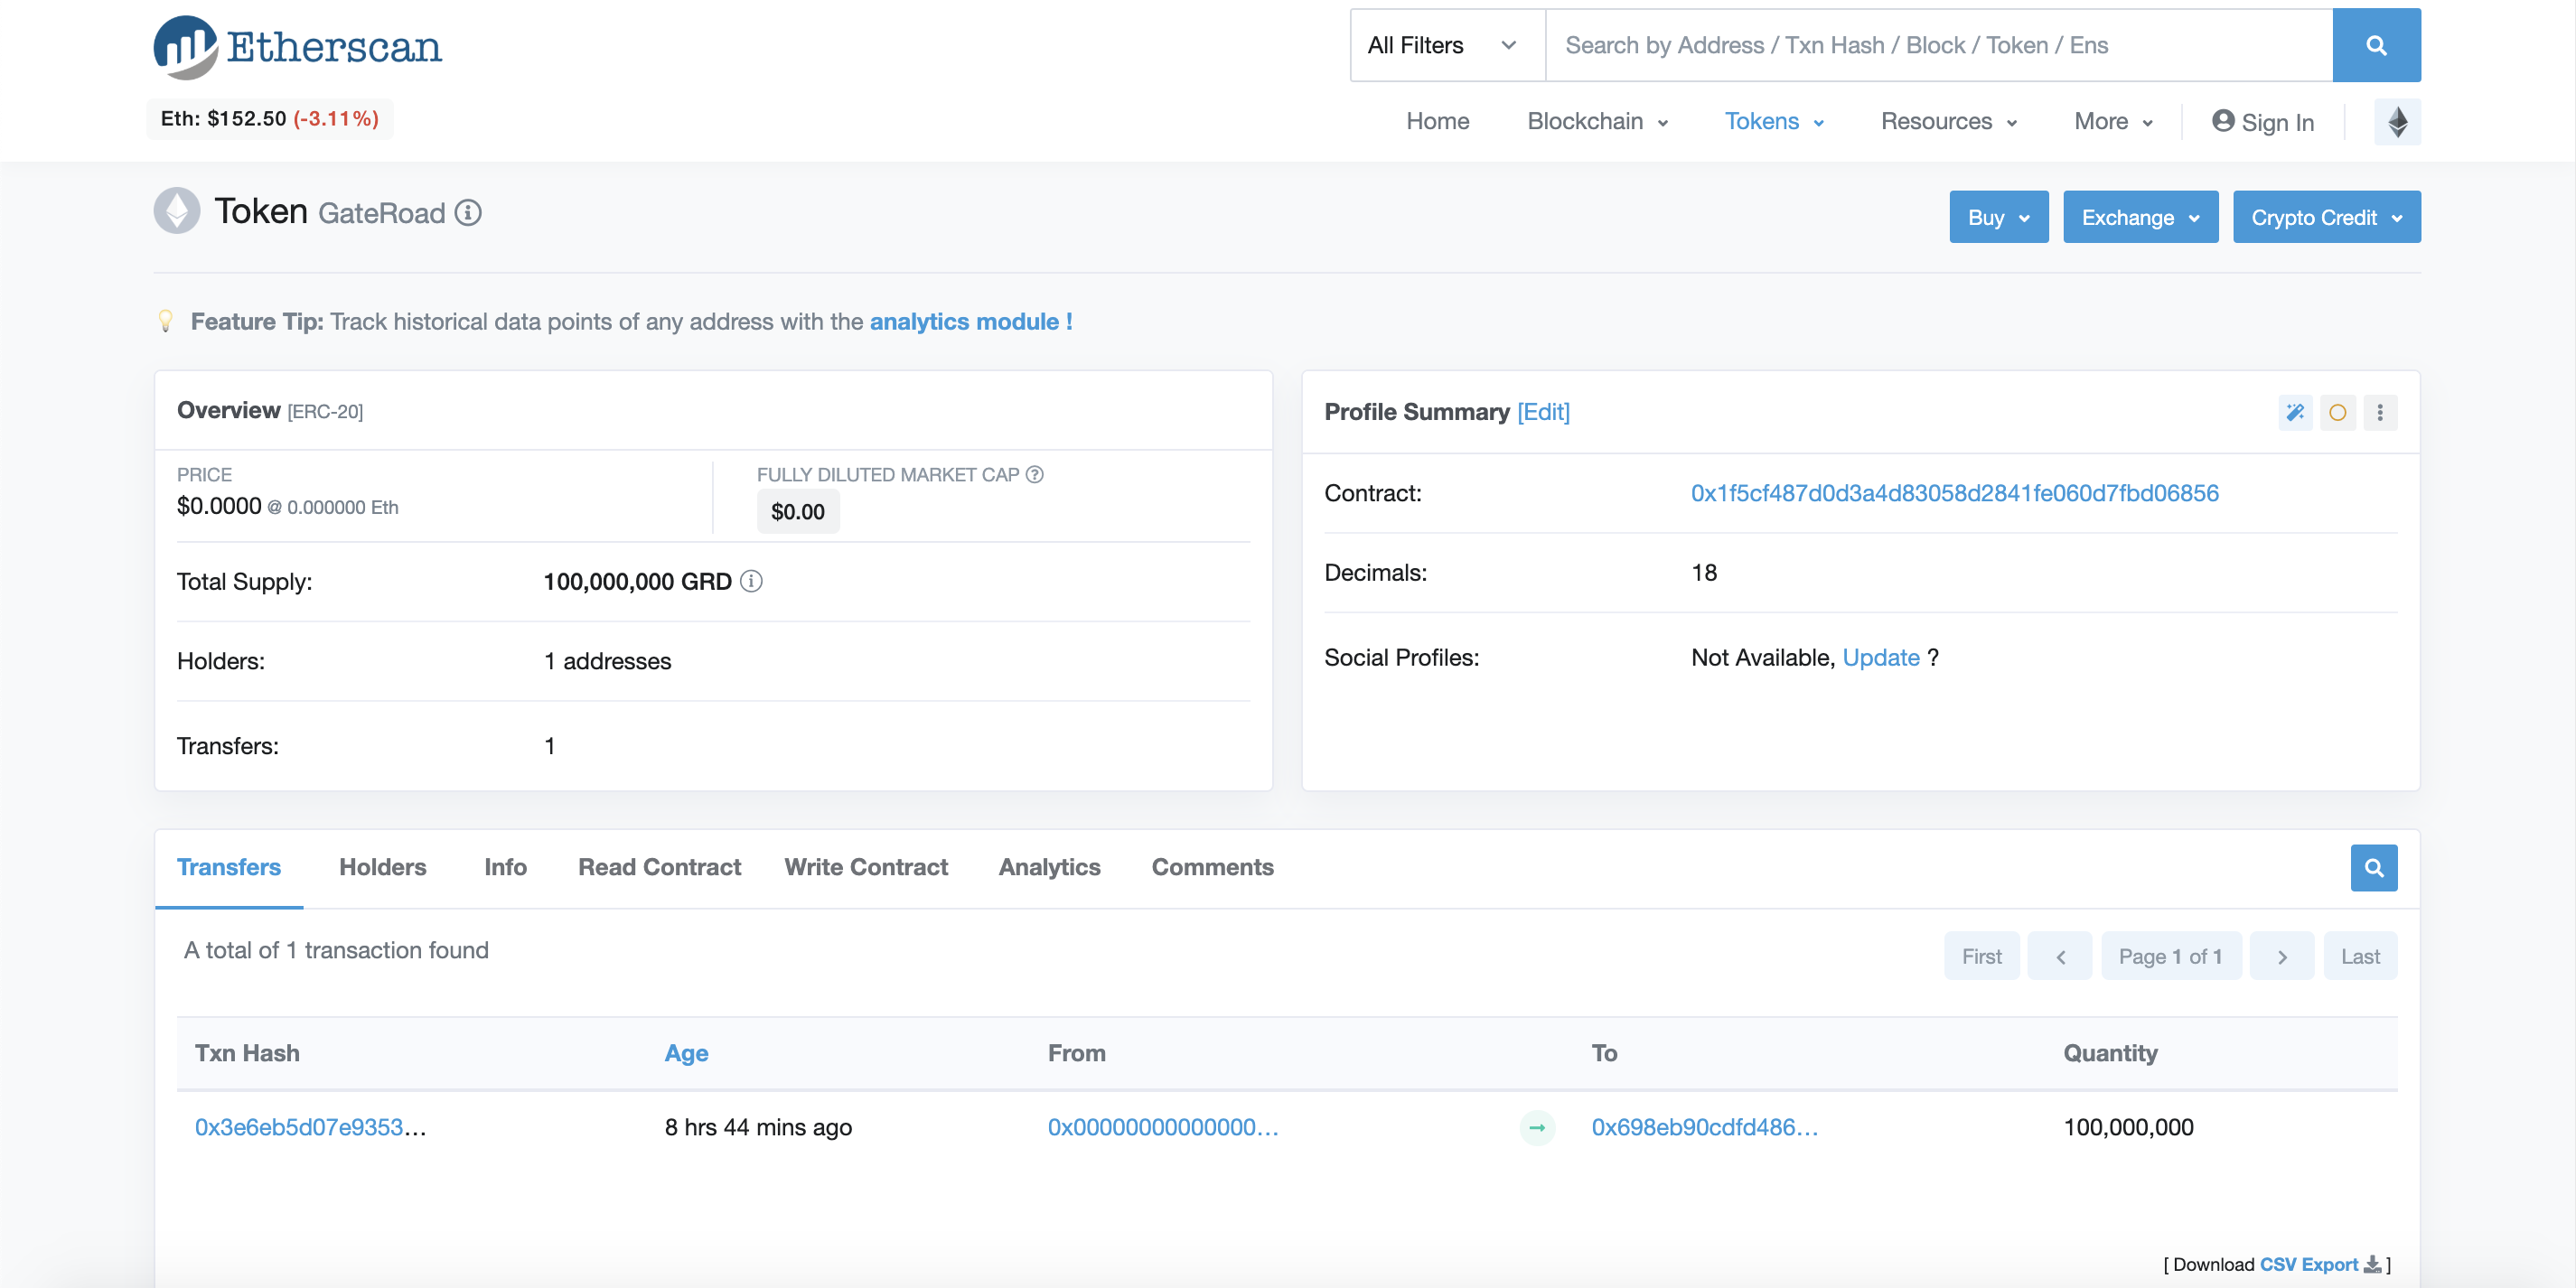 Etherscan
All Filters
Search by Address / Txn Hash / Block / Token / Ens
Eth: $152.50 (-3.11%)
Home Blockchain Tokens Resources More Sign In
Token GateRoad
Buy Exchange Crypto Credit
Feature Tip: Track historical data points of any address with the analytics module !
Overview [ERC-20]
PRICE
$0.0000 @ 0.000000 Eth
FULLY DILUTED MARKET CAP
$0.00
Total Supply: 100,000,000 GRD
Holders: 1 addresses
Transfers: 1
Profile Summary [Edit]
Contract: 0x1f5cf487d0d3a4d83058d2841fe060d7fbd06856
Decimals: 18
Social Profiles: Not Available, Update ?
Transfers Holders Info Read Contract Write Contract Analytics Comments
A total of 1 transaction found
First Page 1 of 1 Last
Txn Hash Age From To Quantity
0x3e6eb5d07e9353... 8 hrs 44 mins ago 0x00000000000000... 0x698eb90cdfd486... 100,000,000
[ Download CSV Export ]